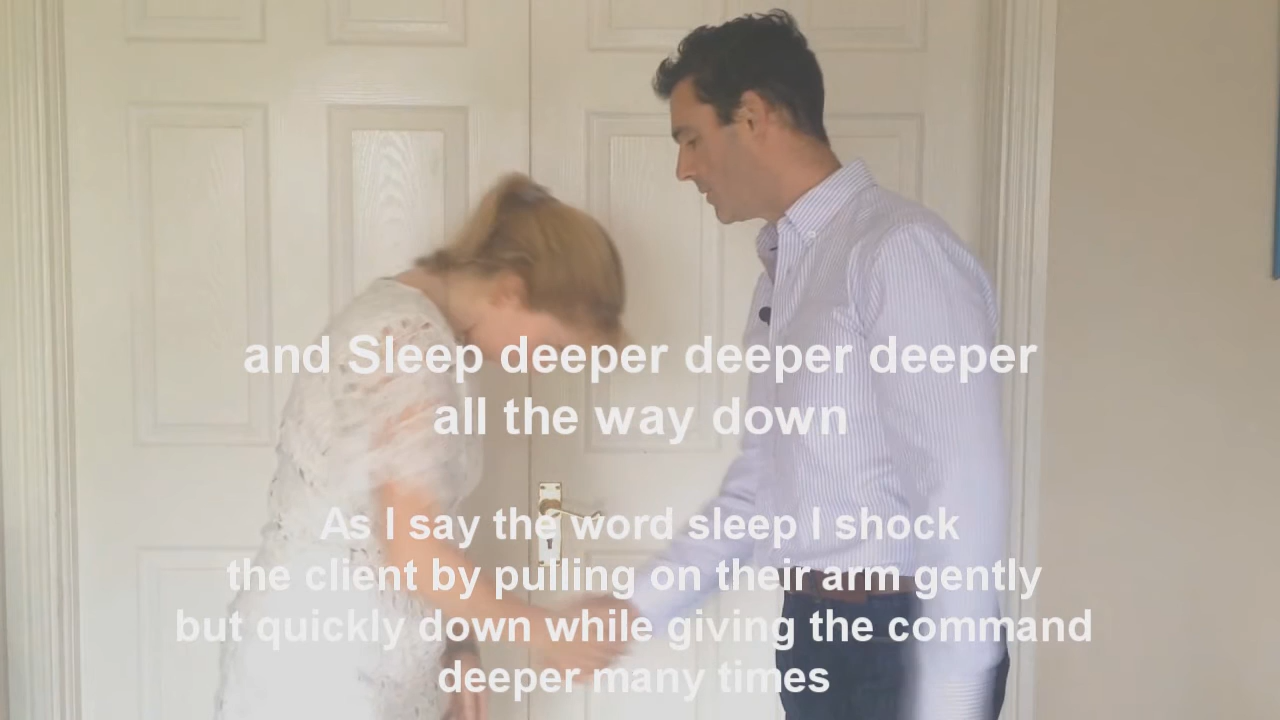 and Sleep deeper deeper deeper
all the way down
As I say the word sleep I shock
the client by pulling on their arm gently
but quickly down while giving the command
deeper many times